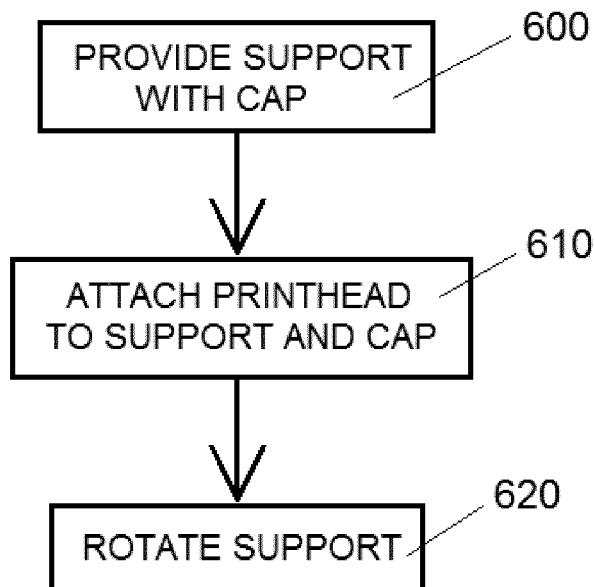 PROVIDE SUPPORT
WITH CAP
600
ATTACH PRINTHEAD
TO SUPPORT AND CAP
610
ROTATE SUPPORT
620